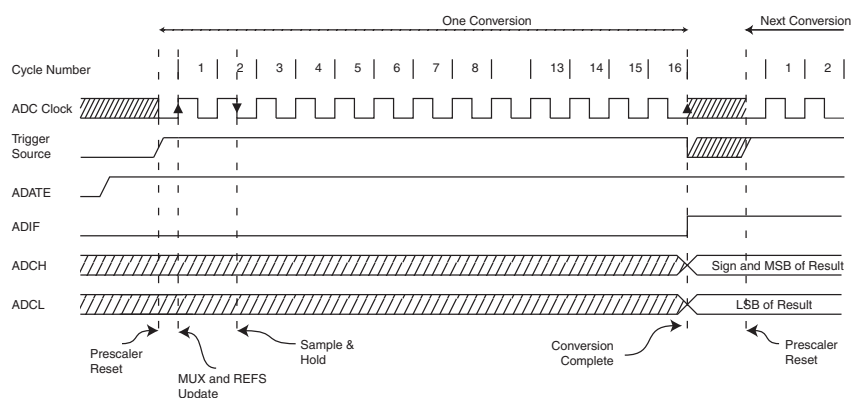 One Conversion
Next Conversion
Cycle Number
1 2 3 4 5 6 7 8 13 14 15 16 1 2
ADC Clock
Trigger
Source
ADATE
ADIF
ADCH
Sign and MSB of Result
ADCL
LSB of Result
Prescaler
Reset
MUX and REFS
Update
Sample &
Hold
Conversion
Complete
Prescaler
Reset